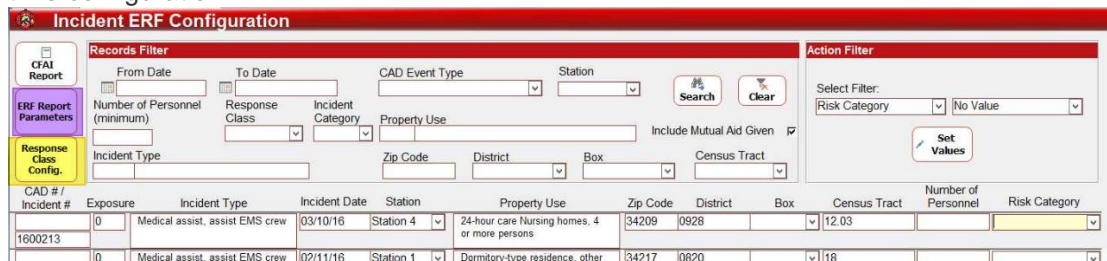 Incident ERF Configuration
CFAI
Report
ERF Report
Parameters
Response
Class
Config.
Records Filter
From Date
To Date
CAD Event Type
Station
Search
Clear
Number of Personnel
(minimum)
Response
Class
Incident
Category
Property Use
Include Mutual Aid Given
Incident Type
Zip Code
District
Box
Census Tract
Action Filter
Select Filter:
Risk Category
No Value
Set
Values
CAD # /
Incident #
Exposure
Incident Type
Incident Date
Station
Property Use
Zip Code
District
Box
Census Tract
Number of
Personnel
Risk Category
1600213
0
Medical assist, assist EMS crew
03/10/16
Station 4
24-hour care Nursing homes, 4
or more persons
34209
0928
12.03
0
Medical assist, assist EMS crew
02/11/16
Station 1
Dormitory-type residence, other
34217
0820
18